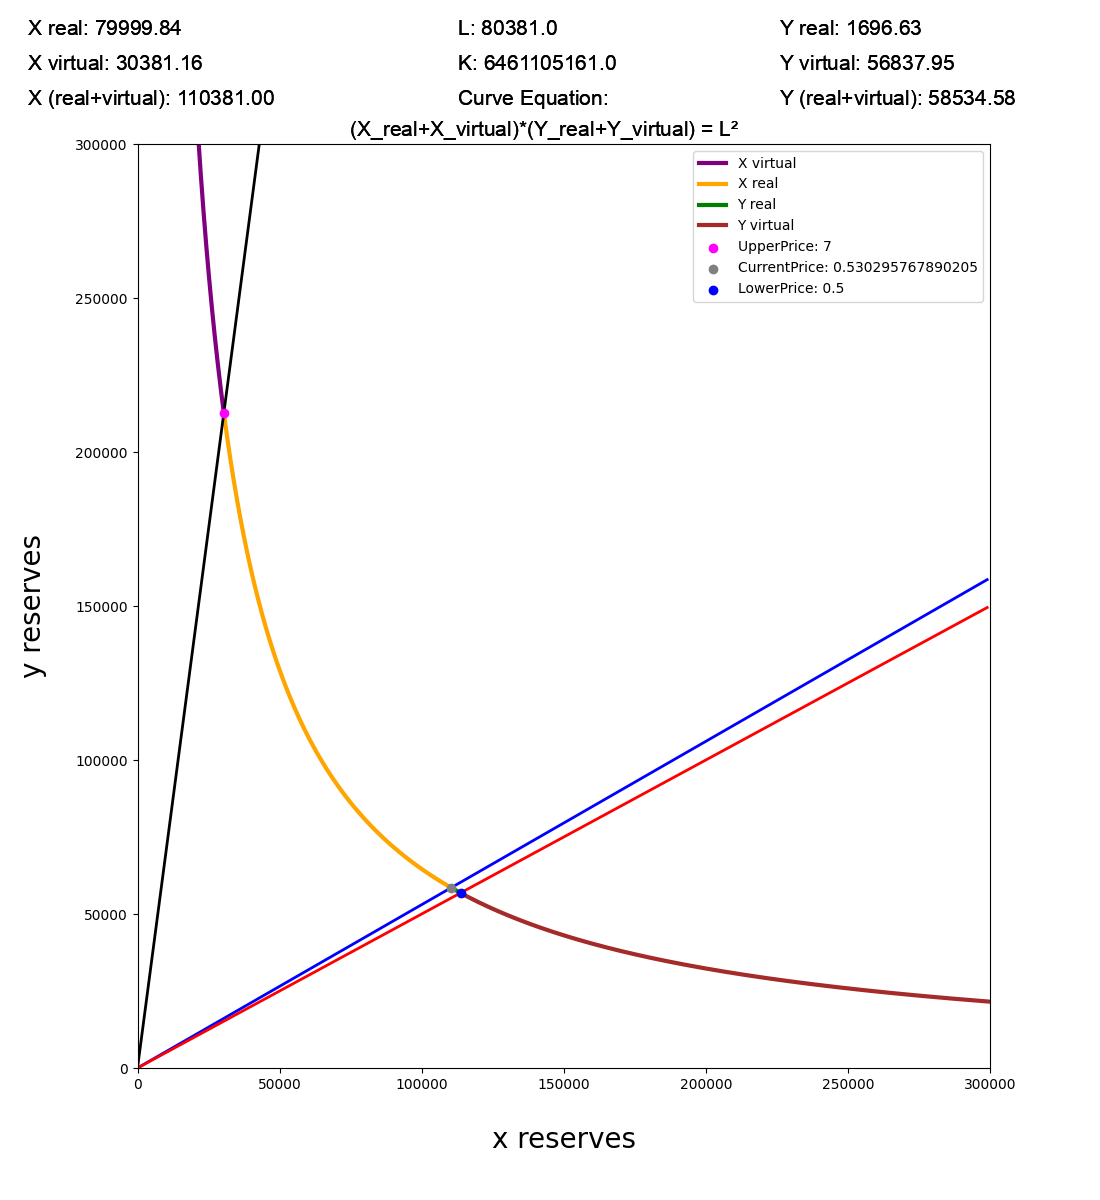 X real: 79999.84
L: 80381.0
Y real: 1696.63
X virtual: 30381.16
K: 6461105161.0
Y virtual: 56837.95
X (real+virtual): 110381.00
Curve Equation:
Y (real+virtual): 58534.58
(X_real+X_virtual)*(Y_real+Y_virtual) = L²
X virtual
X real
Y real
Y virtual
UpperPrice: 7
CurrentPrice: 0.530295767890205
LowerPrice: 0.5
300000
250000
200000
150000
100000
50000
0
y reserves
0
50000
100000
150000
200000
250000
300000
x reserves